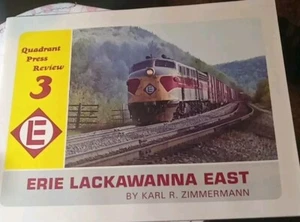 Quadrant
Press
Review
3
E
ERIE LACKAWANNA EAST
BY KARL R. ZIMMERMANN